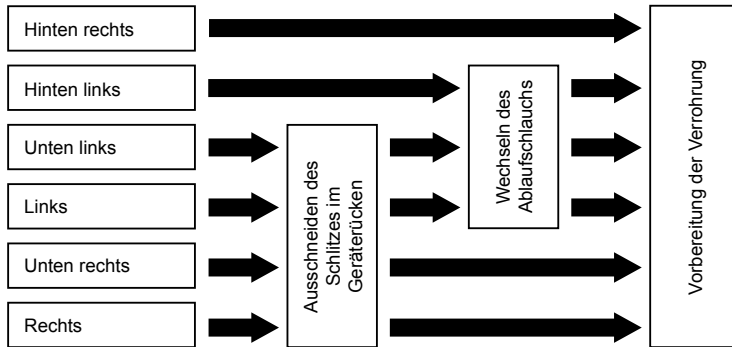 Hinten rechts
Hinten links
Unten links
Links
Unten rechts
Rechts
Ausschneiden des
Schlitzes im
Geräterücken
Wechseln des
Ablaufschlauchs
Vorbereitung der Verrohrung